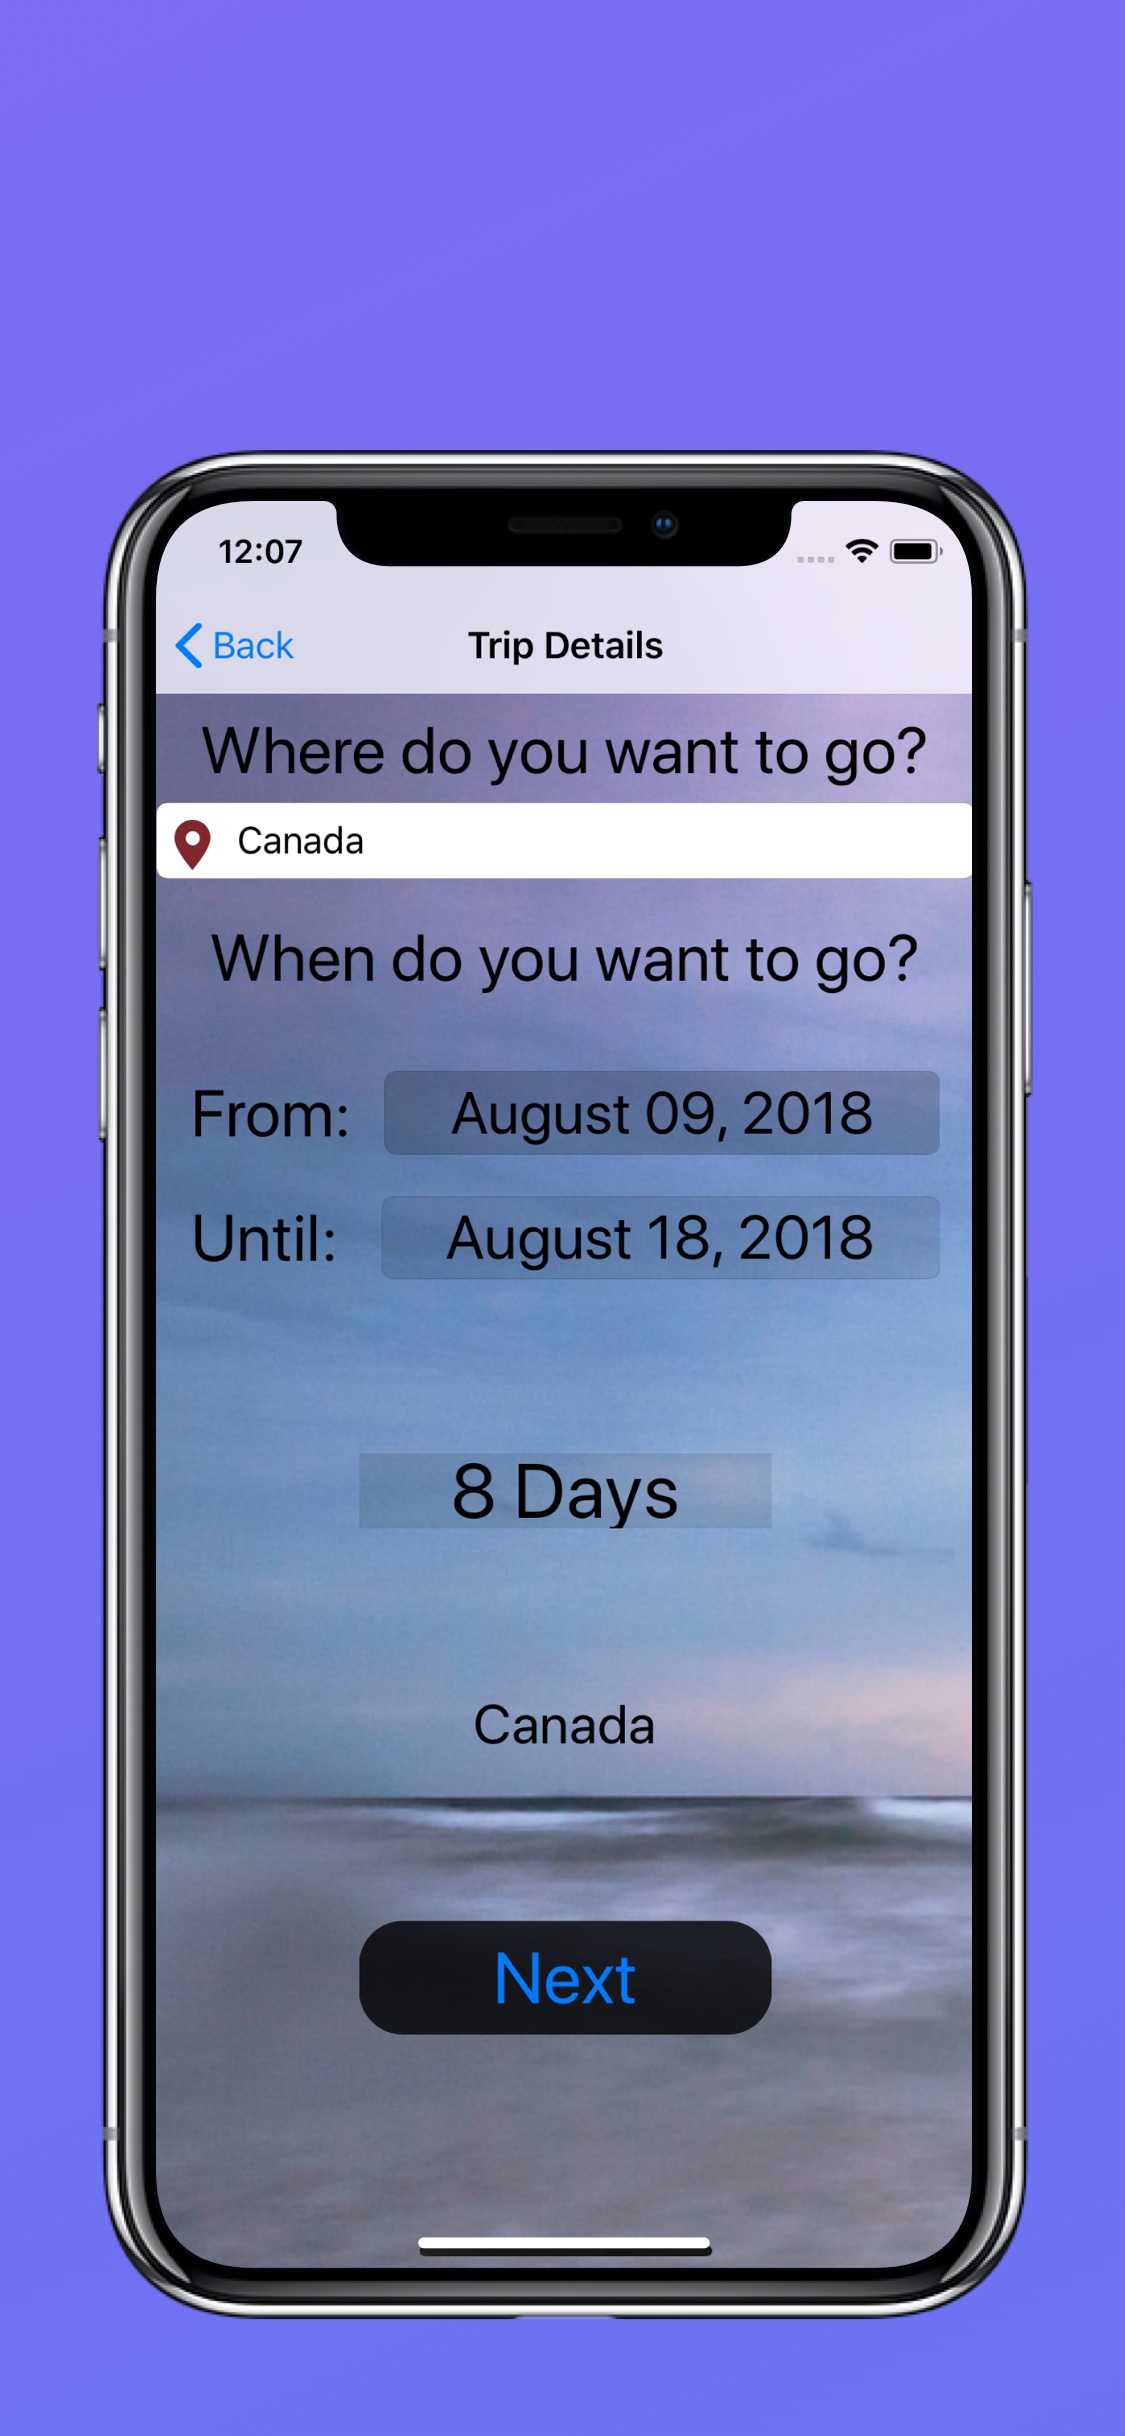 12:07
Back
Trip Details
Where do you want to go?
Canada
When do you want to go?
From:
August 09, 2018
Until:
August 18, 2018
8 Days
Canada
Next